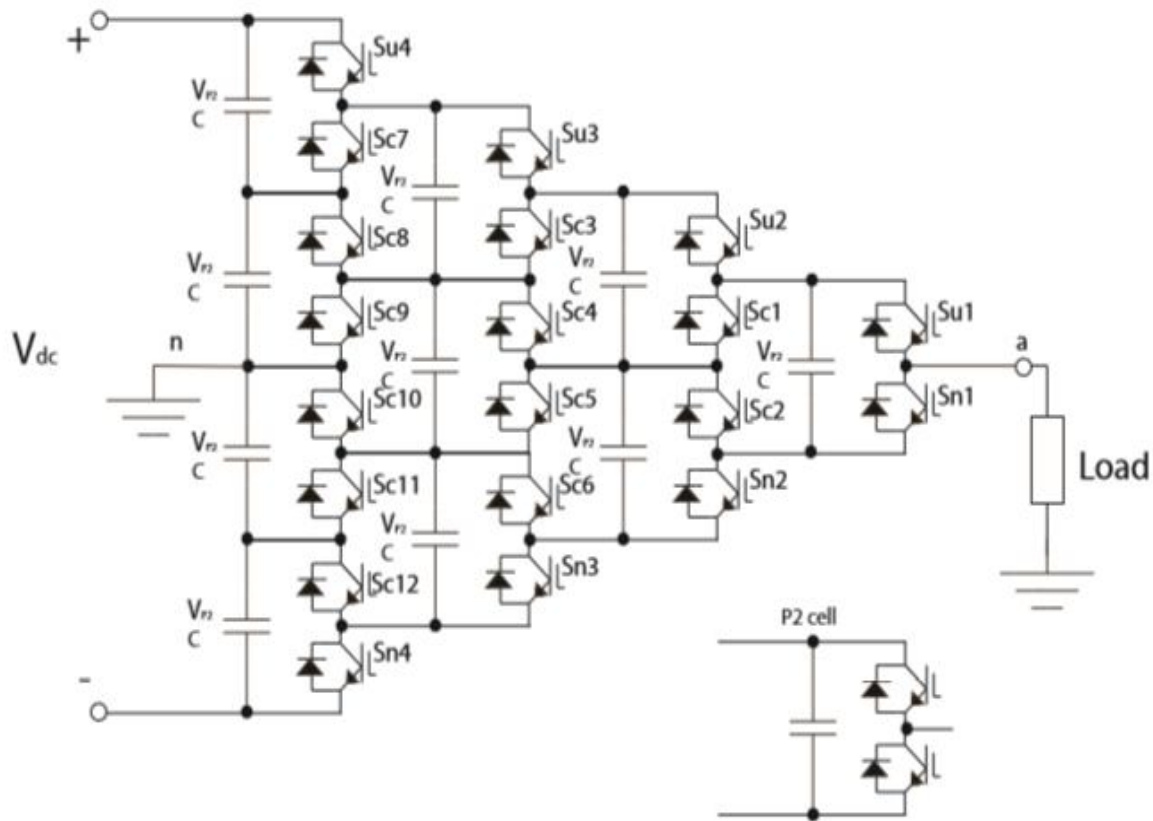 +
Su4
VP2
C
Sc7
Su3
VP2
C
Sc8
Sc3
Su2
VP2
C
VP2
C
Sc9
Sc4
Sc1
Su1
Vdc
n
a
VP2
C
VP2
C
Sc10
Sc5
Sc2
Sn1
VP2
C
VP2
C
Sc11
Sc6
Sn2
Load
VP2
C
Sc12
Sn3
VP2
C
Sn4
-
P2 cell